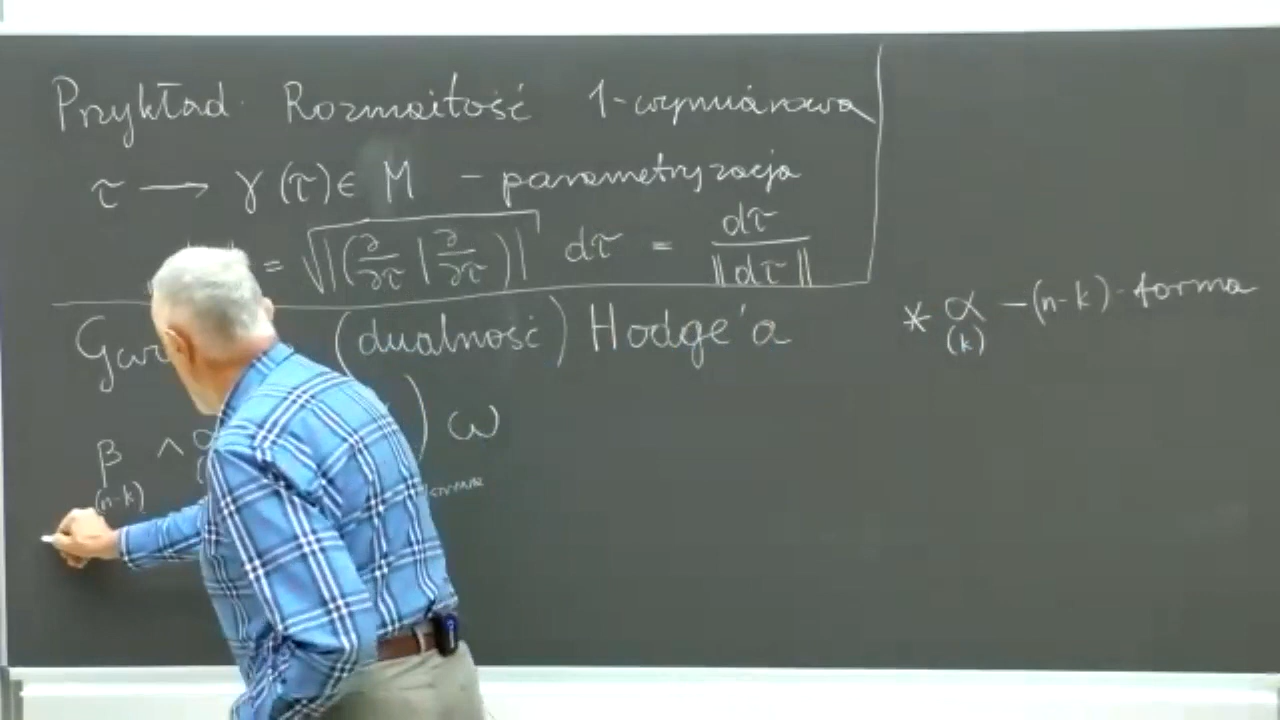 Przykład. Rozmaitość 1-wymiarowa
τ → γ(τ) ∈ M - parametryzacja
= √|(∂/∂τ | ∂/∂τ)| dτ = dτ / ||dτ||
(dualność) Hodge'a
β ∧ α ) ω
(n-k)
* α - (n-k)-forma
(k)